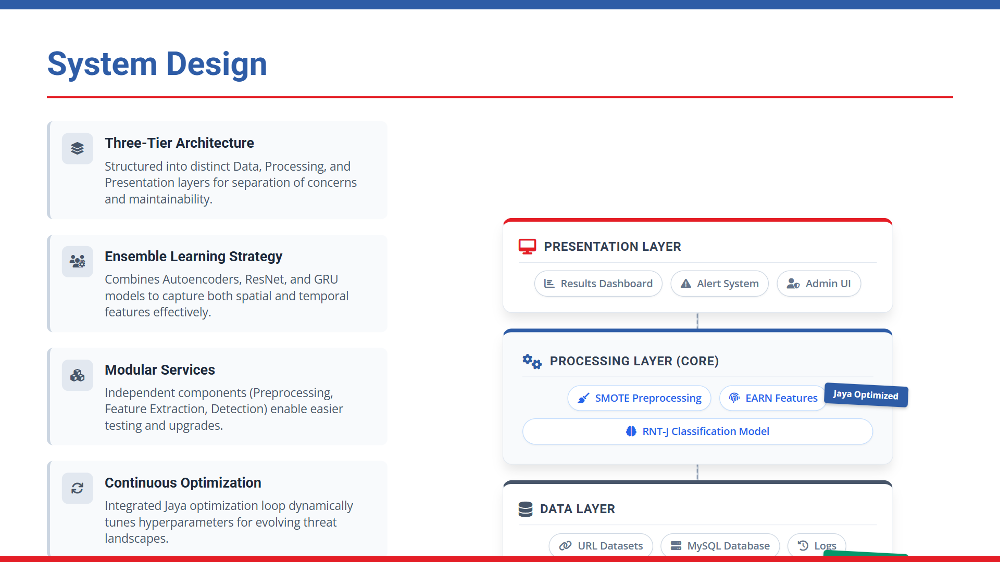 System Design
Three-Tier Architecture
Structured into distinct Data, Processing, and
Presentation layers for separation of concerns
and maintainability.
Ensemble Learning Strategy
Combines Autoencoders, ResNet, and GRU
models to capture both spatial and temporal
features effectively.
Modular Services
Independent components (Preprocessing,
Feature Extraction, Detection) enable easier
testing and upgrades.
Continuous Optimization
Integrated Jaya optimization loop dynamically
tunes hyperparameters for evolving threat
landscapes.
PRESENTATION LAYER
Results Dashboard
Alert System
Admin UI
PROCESSING LAYER (CORE)
SMOTE Preprocessing
EARN Features
Jaya Optimized
RNT-J Classification Model
DATA LAYER
URL Datasets
MySQL Database
Logs